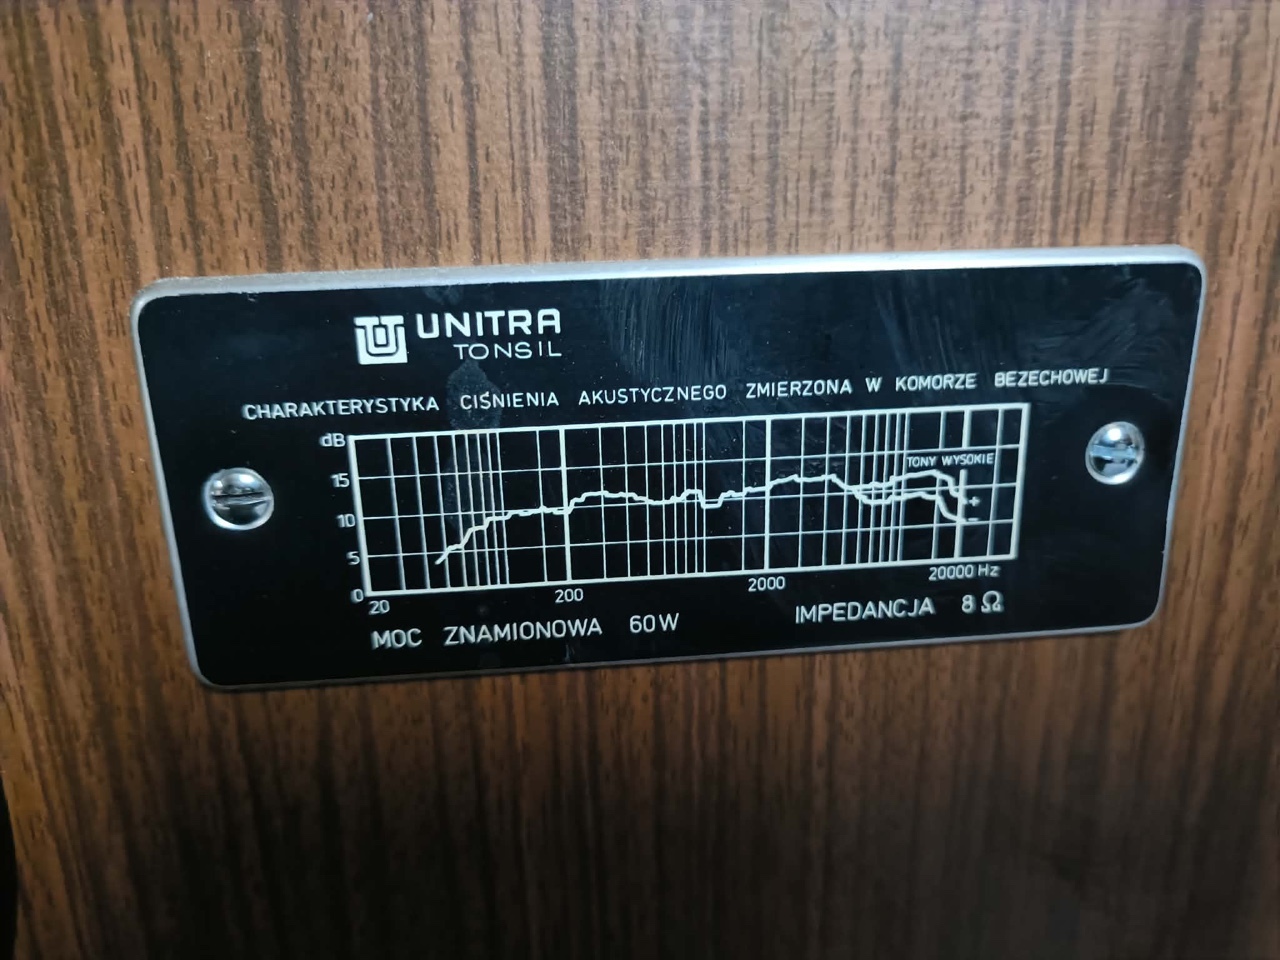 UNITRA
TONSIL
CHARAKTERYSTYKA CIŚNIENIA AKUSTYCZNEGO ZMIERZONA W KOMORZE BEZECHOWEJ
dB
15
10
5
0
TONY WYSOKIE
+
−
20 200 2000 20000 Hz
MOC ZNAMIONOWA 60W IMPEDANCJA 8 Ω